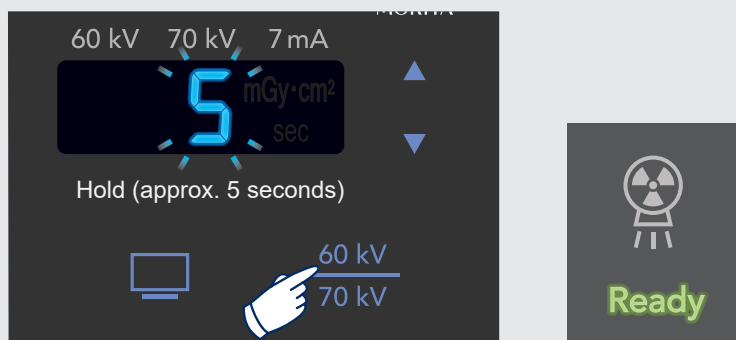 60 kV 70 kV 7 mA
5 mGy·cm²
sec
Hold (approx. 5 seconds)
60 kV
70 kV
Ready